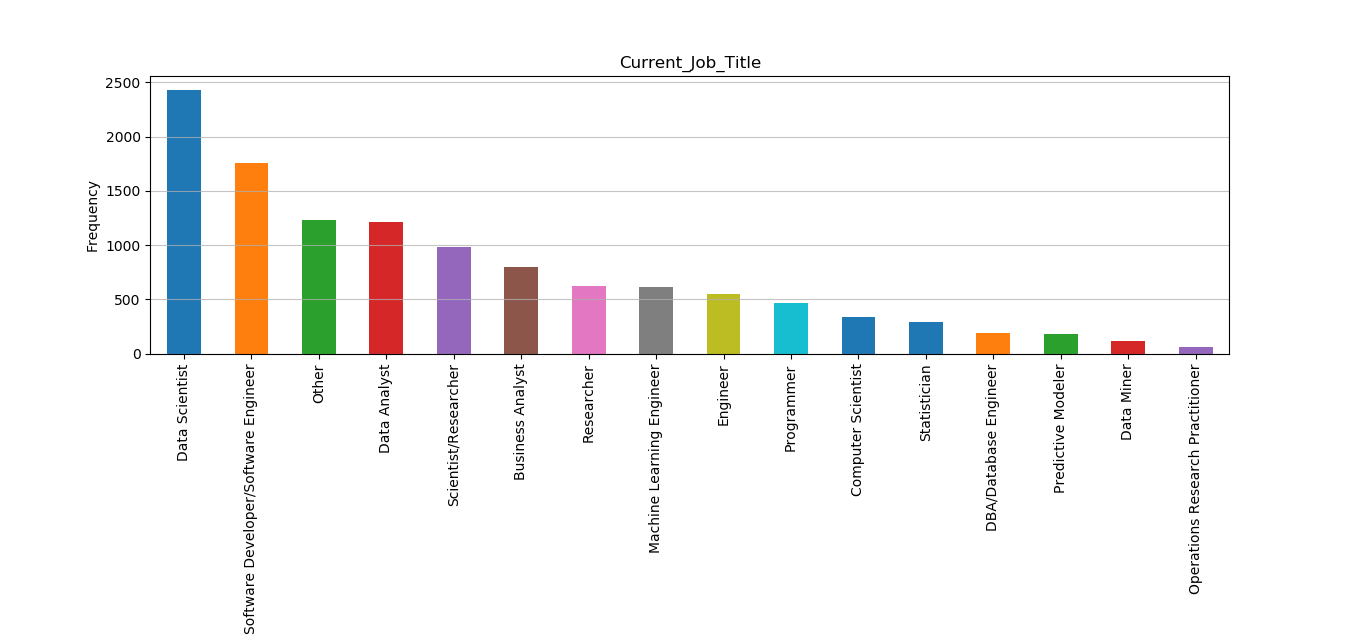 Current_Job_Title
Frequency
2500
2000
1500
1000
500
0
Data Scientist
Software Developer/Software Engineer
Other
Data Analyst
Scientist/Researcher
Business Analyst
Researcher
Machine Learning Engineer
Engineer
Programmer
Computer Scientist
Statistician
DBA/Database Engineer
Predictive Modeler
Data Miner
Operations Research Practitioner